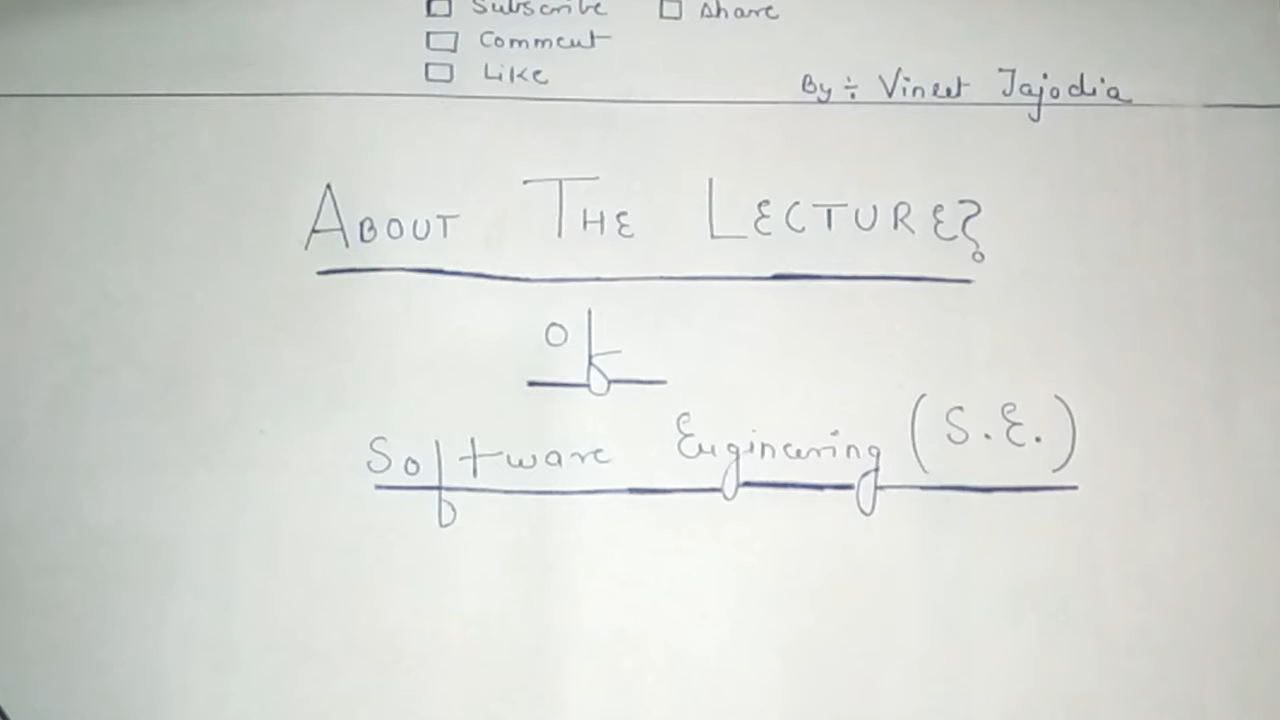 Subscribe Share
Comment
Like
By ÷ Vineet Jajodia
ABOUT THE LECTURE?
of
Software Engineering (S.E.)